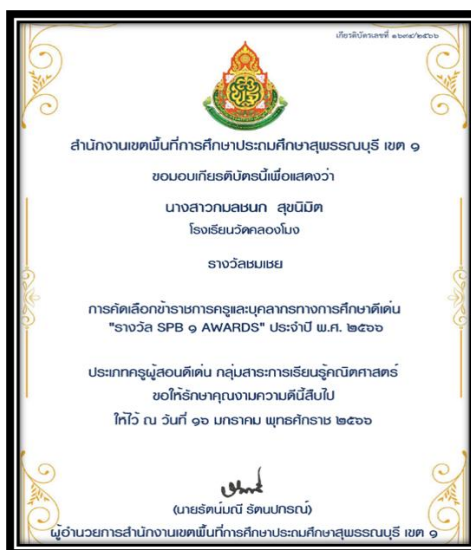 เกียรติบัตรเลขที่ ๑๖๓๘/๒๕๖๖
สำนักงานเขตพื้นที่การศึกษาประถมศึกษาสุพรรณบุรี เขต ๑
ขอมอบเกียรติบัตรนี้เพื่อแสดงว่า
นางสาวกมลชนก สุขนิมิต
โรงเรียนวัดคลองโมง
รางวัลชมเชย
การคัดเลือกข้าราชการครูและบุคลากรทางการศึกษาดีเด่น
"รางวัล SPB ๑ AWARDS" ประจำปี พ.ศ. ๒๕๖๖
ประเภทครูผู้สอนดีเด่น กลุ่มสาระการเรียนรู้คณิตศาสตร์
ขอให้รักษาคุณงามความดีนี้สืบไป
ให้ไว้ ณ วันที่ ๑๖ มกราคม พุทธศักราช ๒๕๖๖
(นายรัตน์มณี รัตนปกรณ์)
ผู้อำนวยการสำนักงานเขตพื้นที่การศึกษาประถมศึกษาสุพรรณบุรี เขต ๑